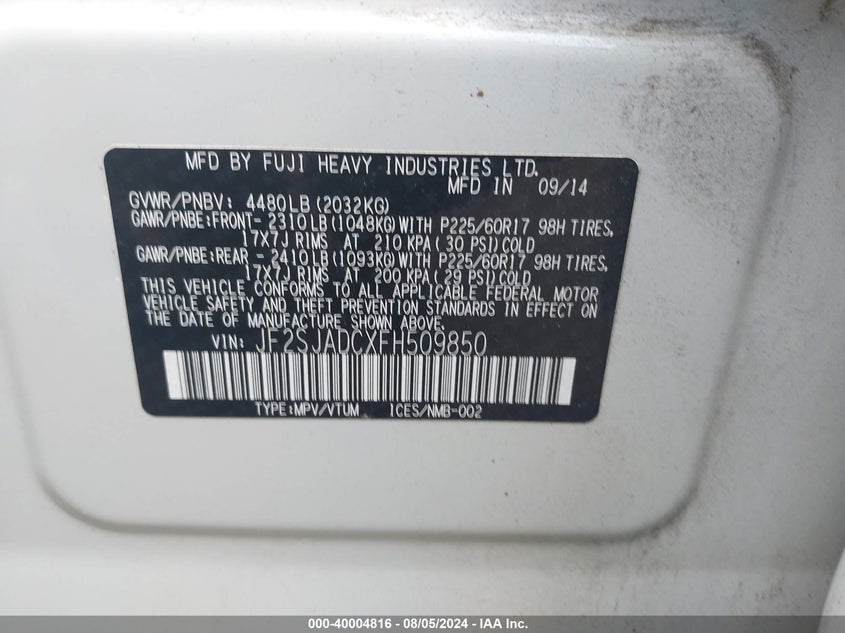 MFD BY FUJI HEAVY INDUSTRIES LTD.
MFD IN 09/14
GVWR/PNBV: 4480LB(2032KG)
GAWR/PNBE:FRONT- 2310LB(1048KG)WITH P225/60R17 98H TIRES,
17X7J RIMS AT 210KPA(30 PSI)COLD
GAWR/PNBE:REAR - 2410LB(1093KG)WITH P225/60R17 98H TIRES,
17X7J RIMS AT 200KPA(29 PSI)COLD
THIS VEHICLE CONFORMS TO ALL APPLICABLE FEDERAL MOTOR
VEHICLE SAFETY AND THEFT PREVENTION STANDARDS IN EFFECT ON
THE DATE OF MANUFACTURE SHOWN ABOVE.
VIN: JF2SJADCXFH509850
TYPE:MPV/VTUM ICES/NMB-002
000-40004816 - 08/05/2024 - IAA Inc.